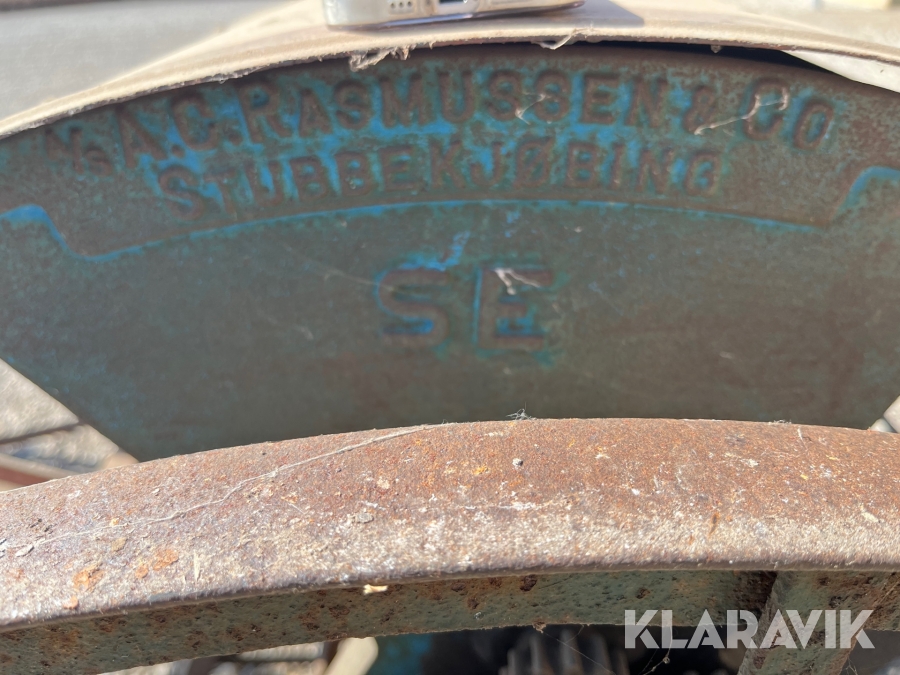 A/S A.C. RASMUSSEN & CO
STUBBEKJØBING
SE
KLARAVIK